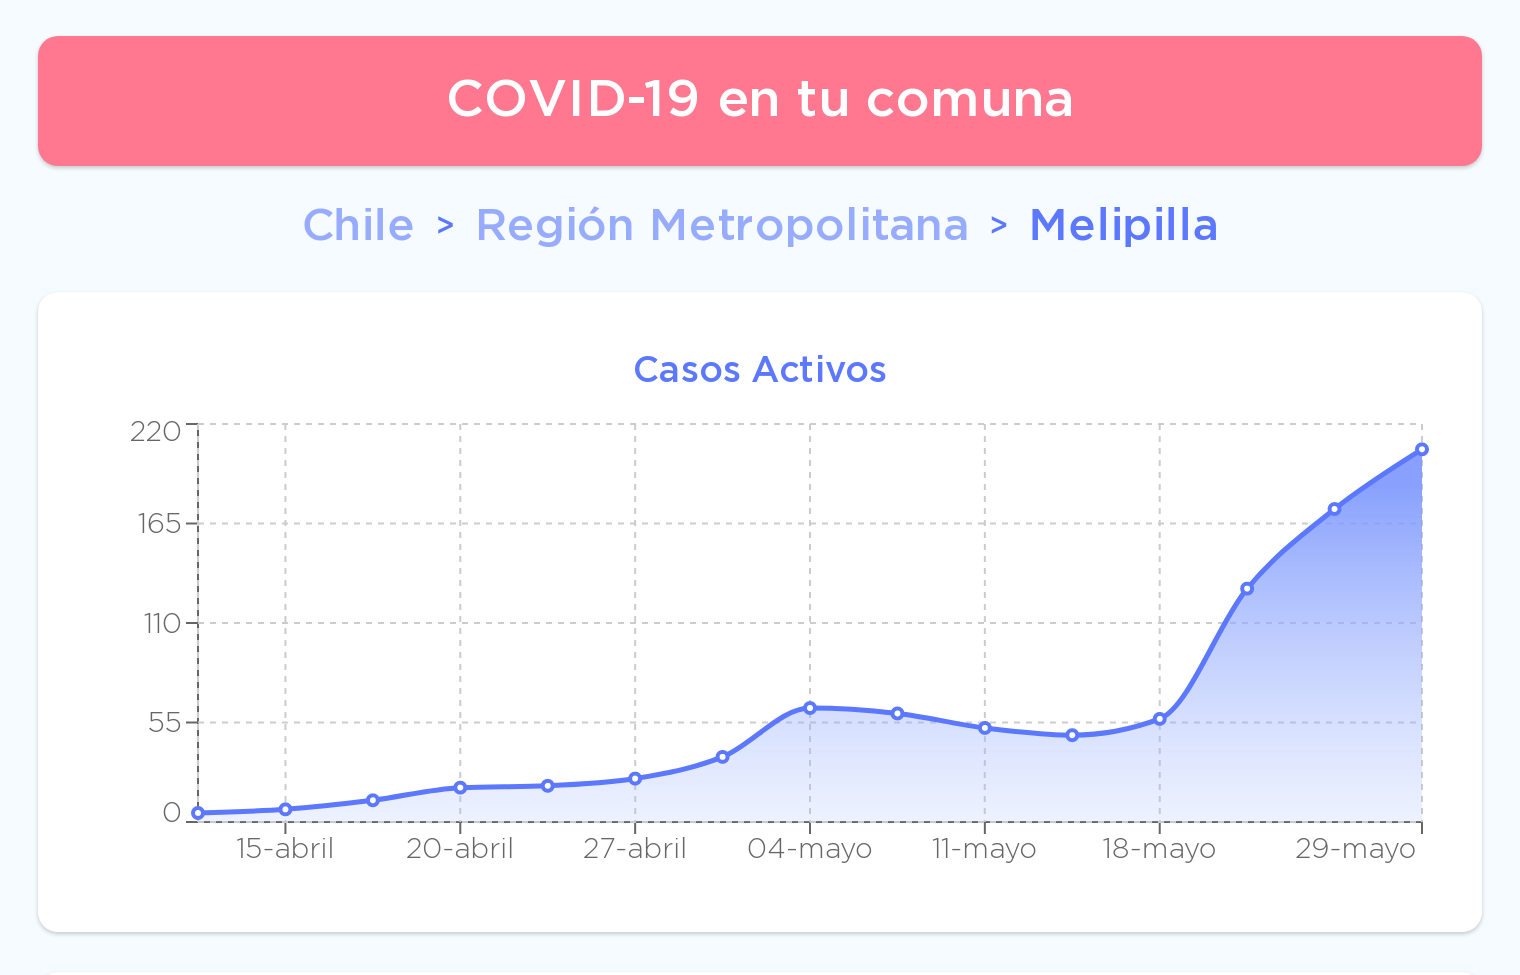 COVID-19 en tu comuna
Chile > Región Metropolitana > Melipilla
Casos Activos
220
165
110
55
0
15-abril 20-abril 27-abril 04-mayo 11-mayo 18-mayo 29-mayo